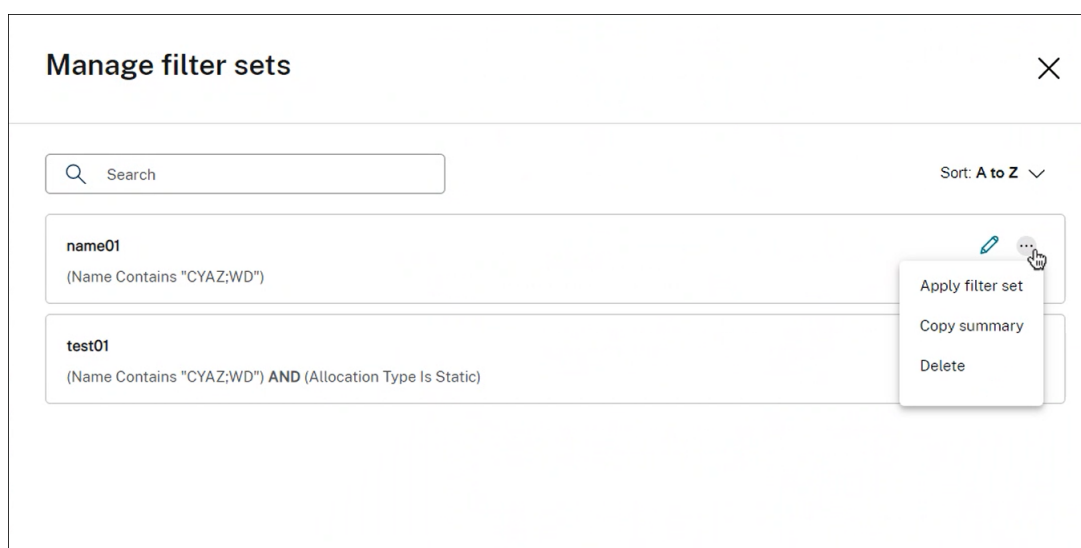 Manage filter sets
Search
Sort: A to Z
name01
(Name Contains "CYAZ;WD")
Apply filter set
Copy summary
Delete
test01
(Name Contains "CYAZ;WD") AND (Allocation Type Is Static)